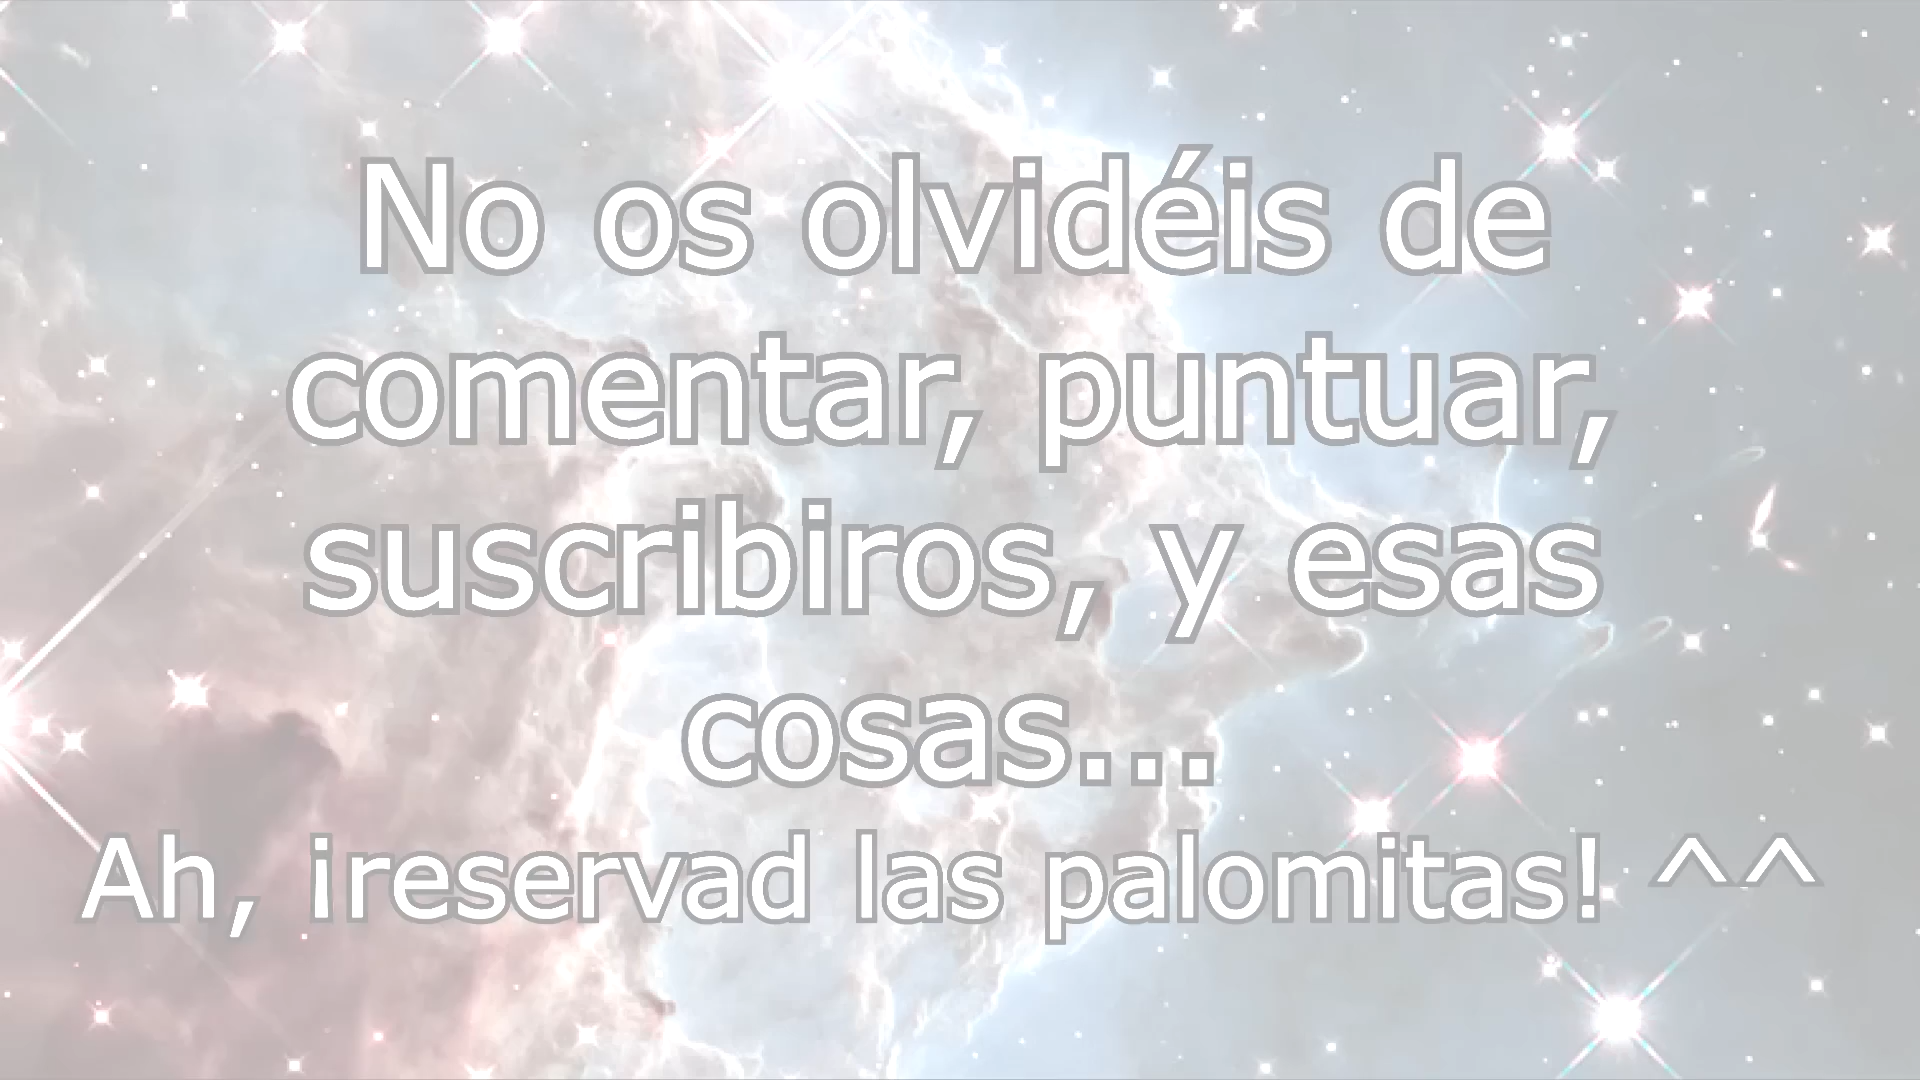 No os olvidéis de
comentar, puntuar,
suscribiros, y esas
cosas...
Ah, ¡reservad las palomitas! ^^